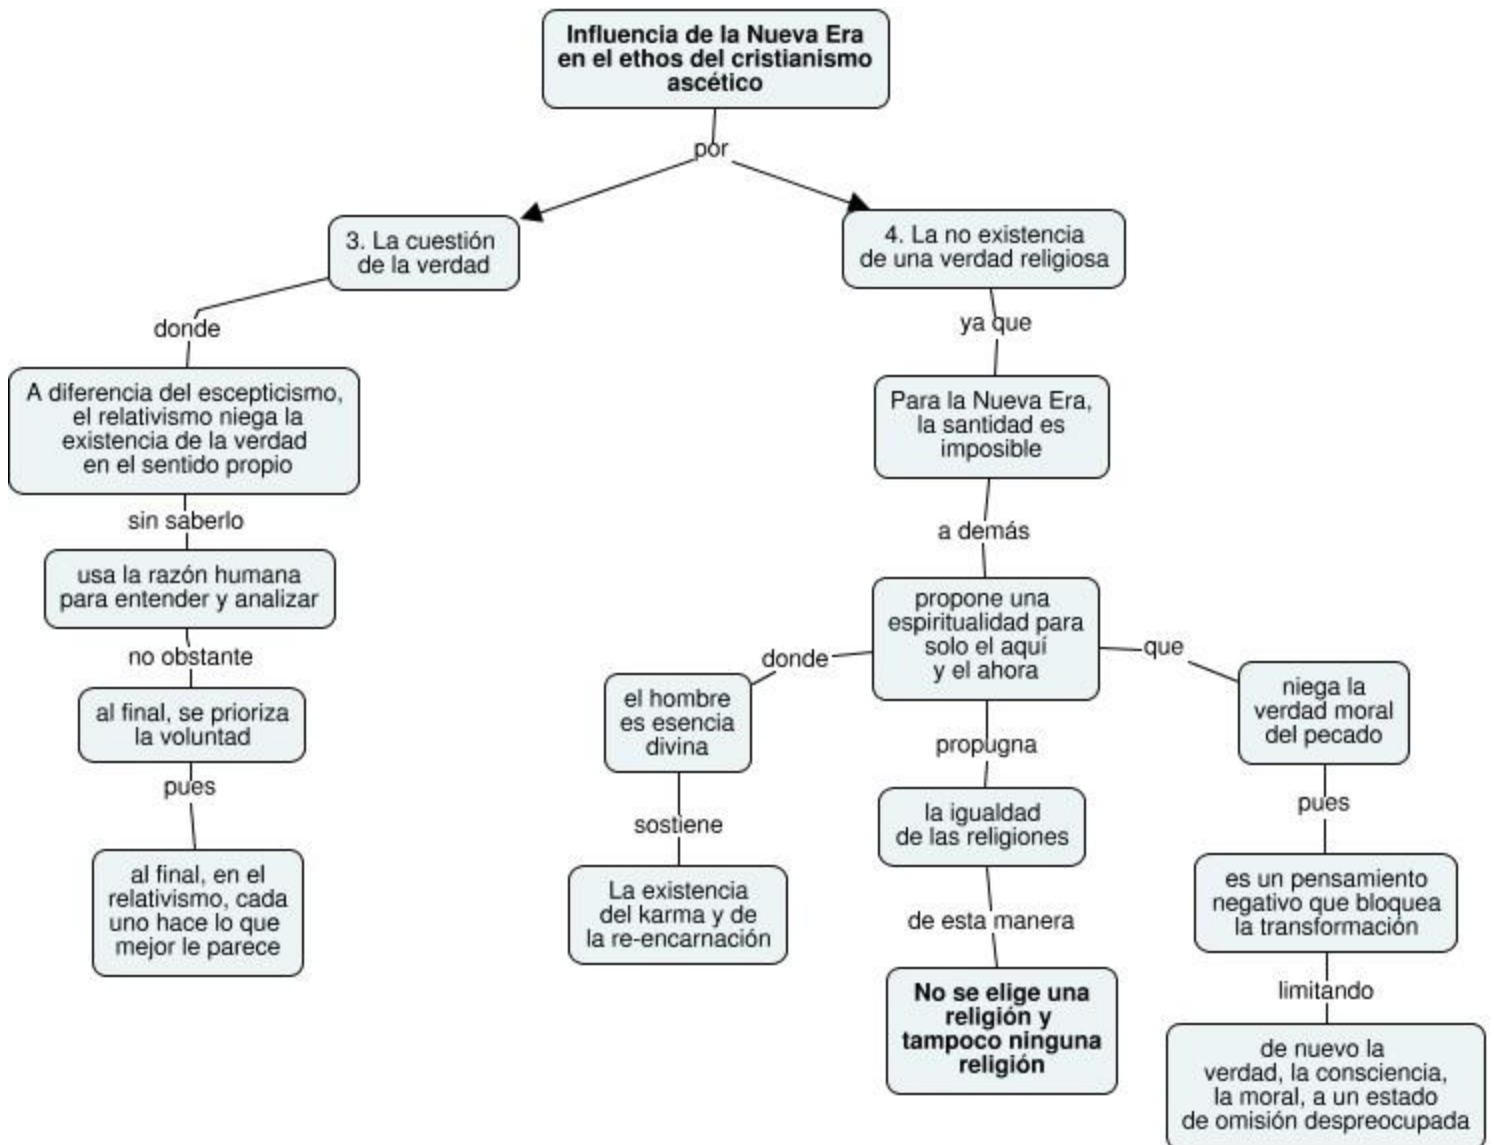 Influencia de la Nueva Era
en el ethos del cristianismo
ascético
por
3. La cuestión
de la verdad
donde
A diferencia del escepticismo,
el relativismo niega la
existencia de la verdad
en el sentido propio
sin saberlo
usa la razón humana
para entender y analizar
no obstante
al final, se prioriza
la voluntad
pues
al final, en el
relativismo, cada
uno hace lo que
mejor le parece
4. La no existencia
de una verdad religiosa
ya que
Para la Nueva Era,
la santidad es
imposible
a demás
propone una
espiritualidad para
solo el aquí
y el ahora
donde
el hombre
es esencia
divina
sostiene
La existencia
del karma y de
la re-encarnación
propugna
la igualdad
de las religiones
de esta manera
No se elige una
religión y
tampoco ninguna
religión
que
niega la
verdad moral
del pecado
pues
es un pensamiento
negativo que bloquea
la transformación
limitando
de nuevo la
verdad, la consciencia,
la moral, a un estado
de omisión despreocupada